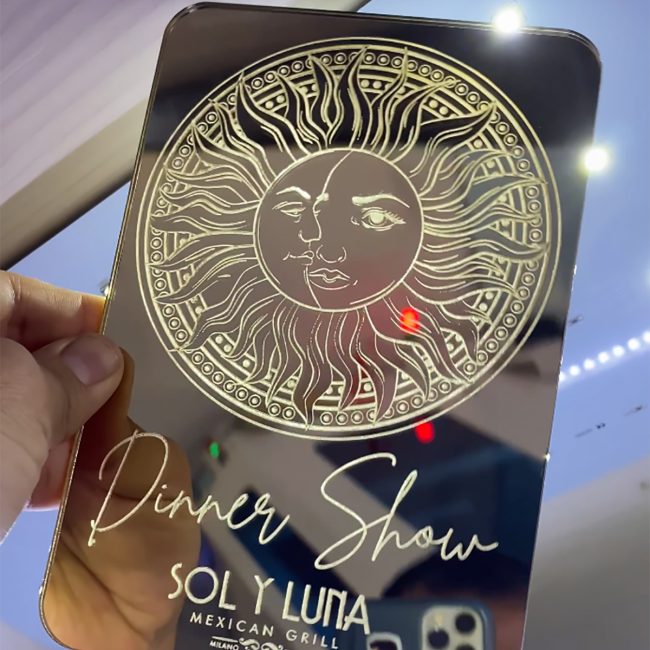 Dinner Show
SOL Y LUNA
MEXICAN GRILL
MILANO